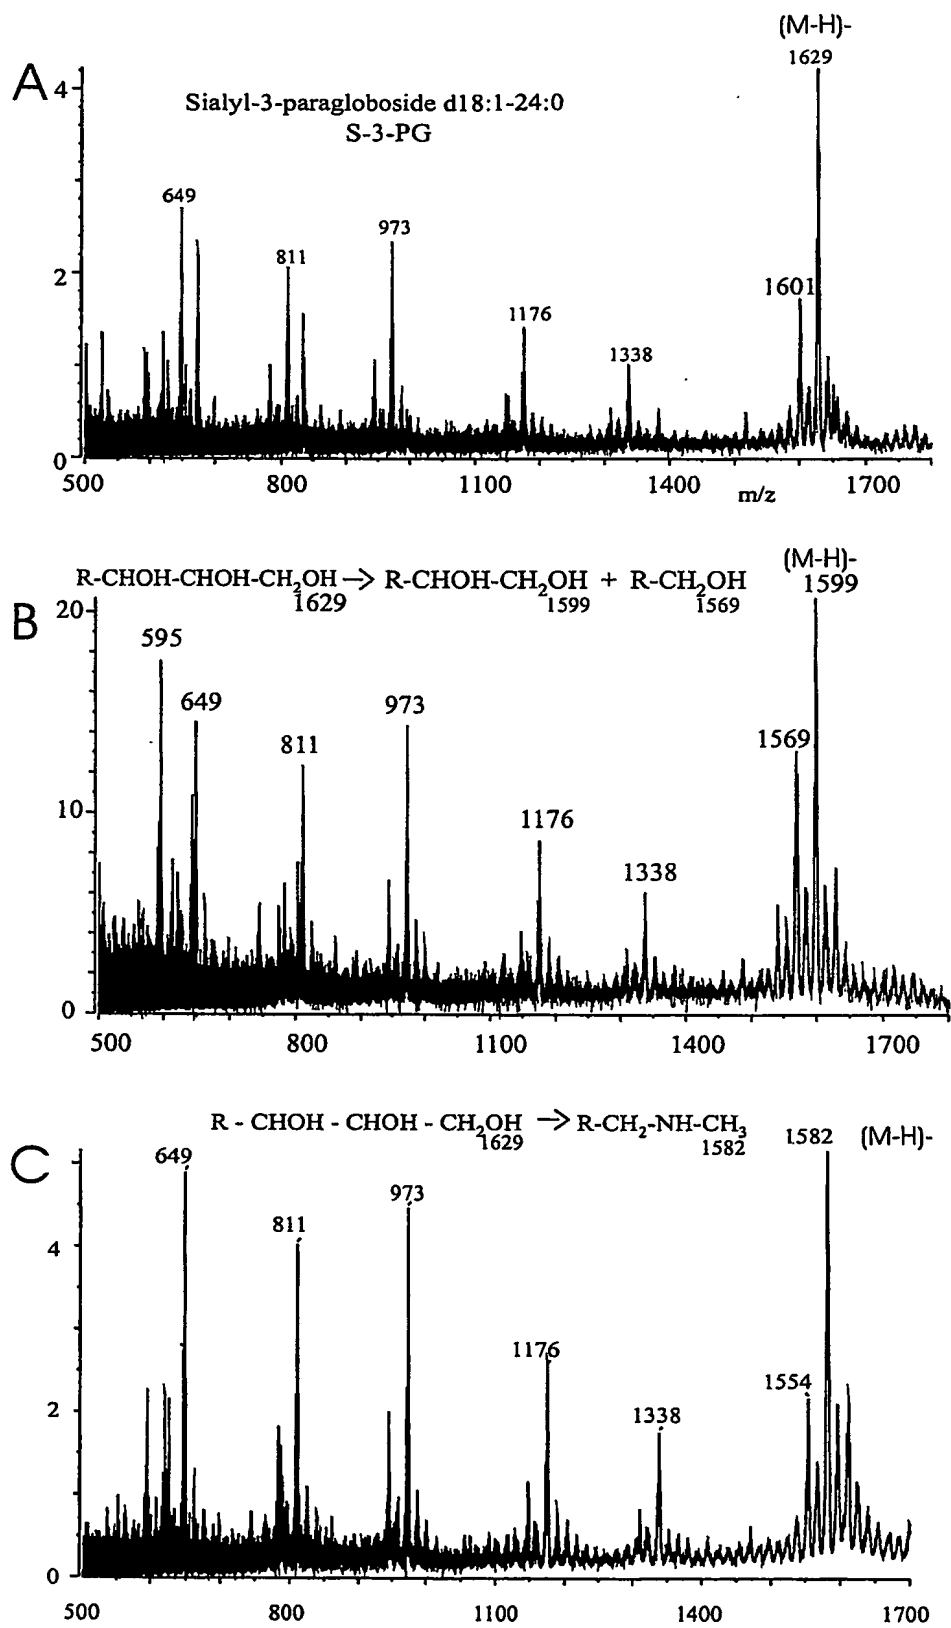 (M-H)-
1629
A
4
Sialyl-3-paragloboside d18:1-24:0
S-3-PG
649
973
811
2
1601
1176
1338
0
500 800 1100 1400 m/z 1700
(M-H)-
R-CHOH-CHOH-CH2OH → R-CHOH-CH2OH + R-CH2OH
1629 1599 1569 1599
B
20
595
649
973
811
1569
10
1176
1338
0
500 800 1100 1400 1700
R - CHOH - CHOH - CH2OH → R-CH2-NH-CH3
1629 1582 1582 (M-H)-
C
649
973
811
4
1176
1554
2
1338
0
500 800 1100 1400 1700